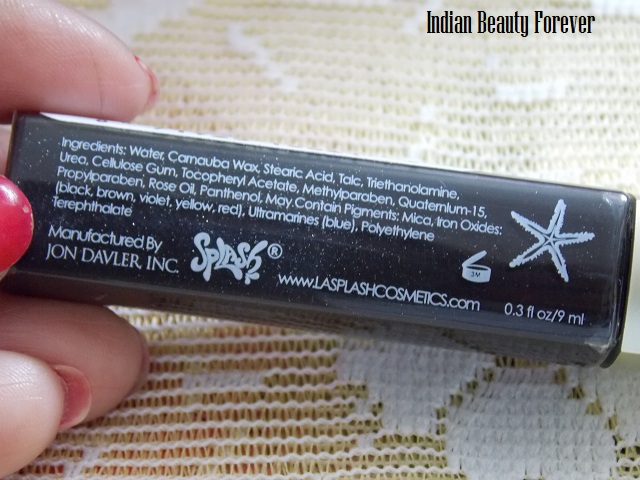 Indian Beauty Forever
Ingredients: Water, Carnauba Wax, Stearic Acid, Talc, Triethanolamine,
Urea, Cellulose Gum, Tocopheryl Acetate, Methylparaben, Quaternium-15,
Propylparaben, Rose Oil, Panthenol, May Contain Pigments: Mica, Iron Oxides:
(black, brown, violet, yellow, red), Ultramarines (blue), Polyethylene
Terephthalate
Manufactured By
JON DAVLER, INC.
Splash®
www.LASPLASHCOSMETICS.com
3M
0.3 fl oz/9 ml